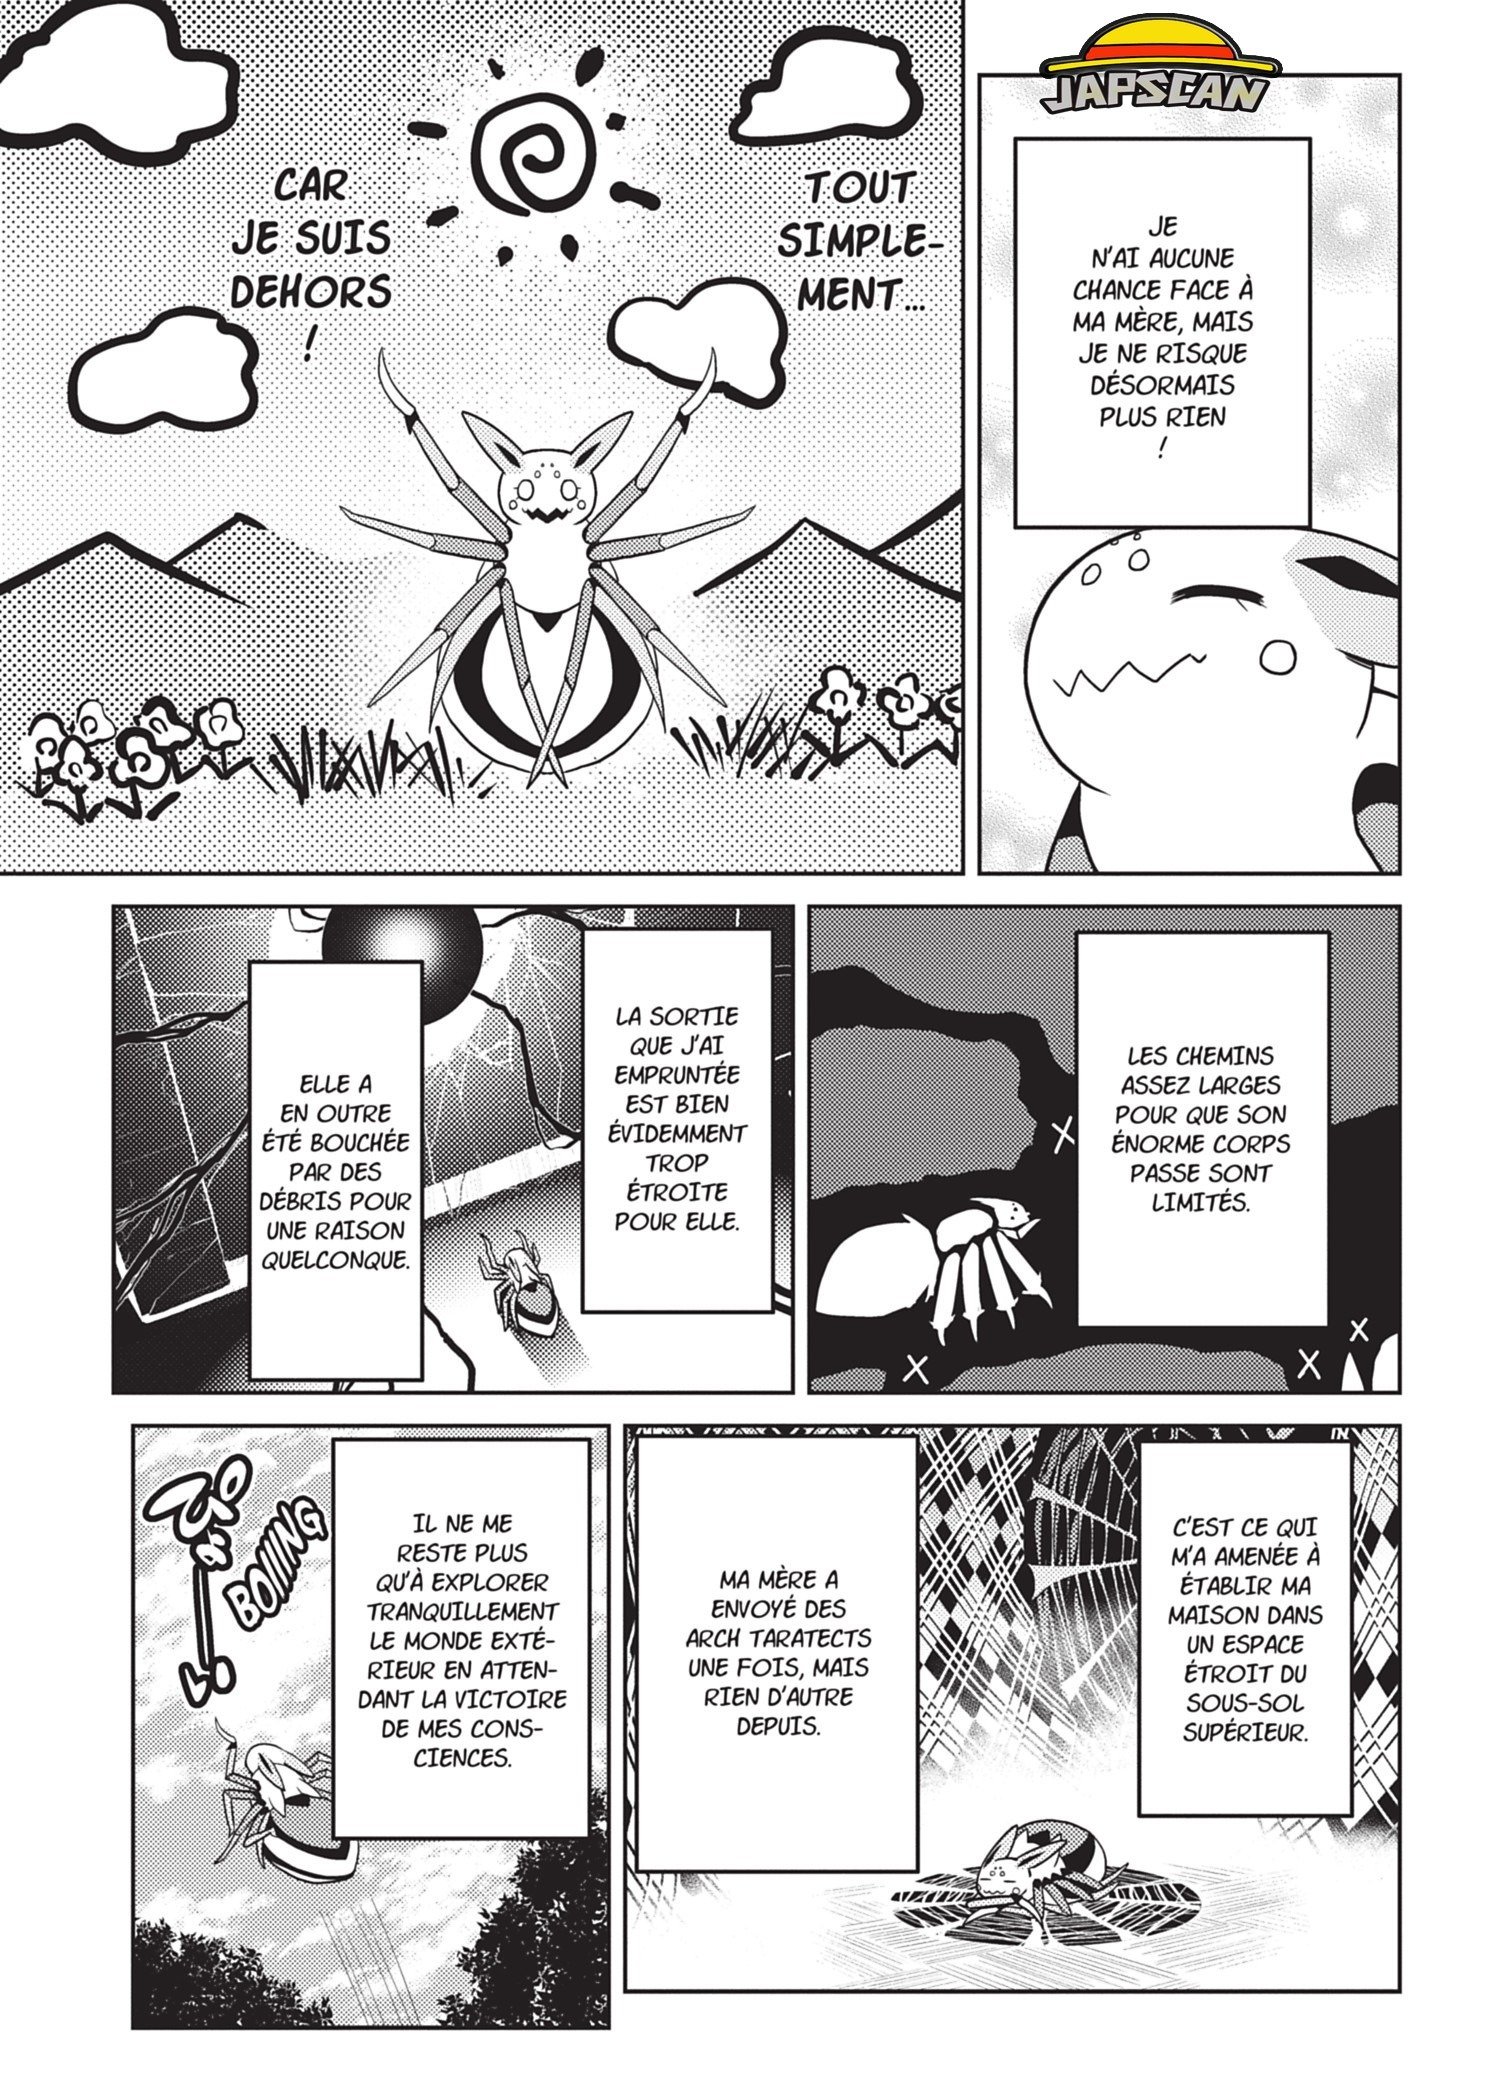 JAPSCAN
JE
N'AI AUCUNE
CHANCE FACE À
MA MÈRE, MAIS
JE NE RISQUE
DÉSORMAIS
PLUS RIEN
!
TOUT
SIMPLE-
MENT...
CAR
JE SUIS
DEHORS
!
LES CHEMINS
ASSEZ LARGES
POUR QUE SON
ÉNORME CORPS
PASSE SONT
LIMITÉS.
LA SORTIE
QUE J'AI
EMPRUNTÉE
EST BIEN
ÉVIDEMMENT
TROP
ÉTROITE
POUR ELLE.
ELLE A
EN OUTRE
ÉTÉ BOUCHÉE
PAR DES
DÉBRIS POUR
UNE RAISON
QUELCONQUE.
C'EST CE QUI
M'A AMENÉE À
ÉTABLIR MA
MAISON DANS
UN ESPACE
ÉTROIT DU
SOUS-SOL
SUPÉRIEUR.
MA MÈRE A
ENVOYÉ DES
ARCH TARATECTS
UNE FOIS, MAIS
RIEN D'AUTRE
DEPUIS.
IL NE ME
RESTE PLUS
QU'À EXPLORER
TRANQUILLEMENT
LE MONDE EXTÉ-
RIEUR EN ATTEN-
DANT LA VICTOIRE
DE MES CONS-
CIENCES.
ぴょーん
BOIIING